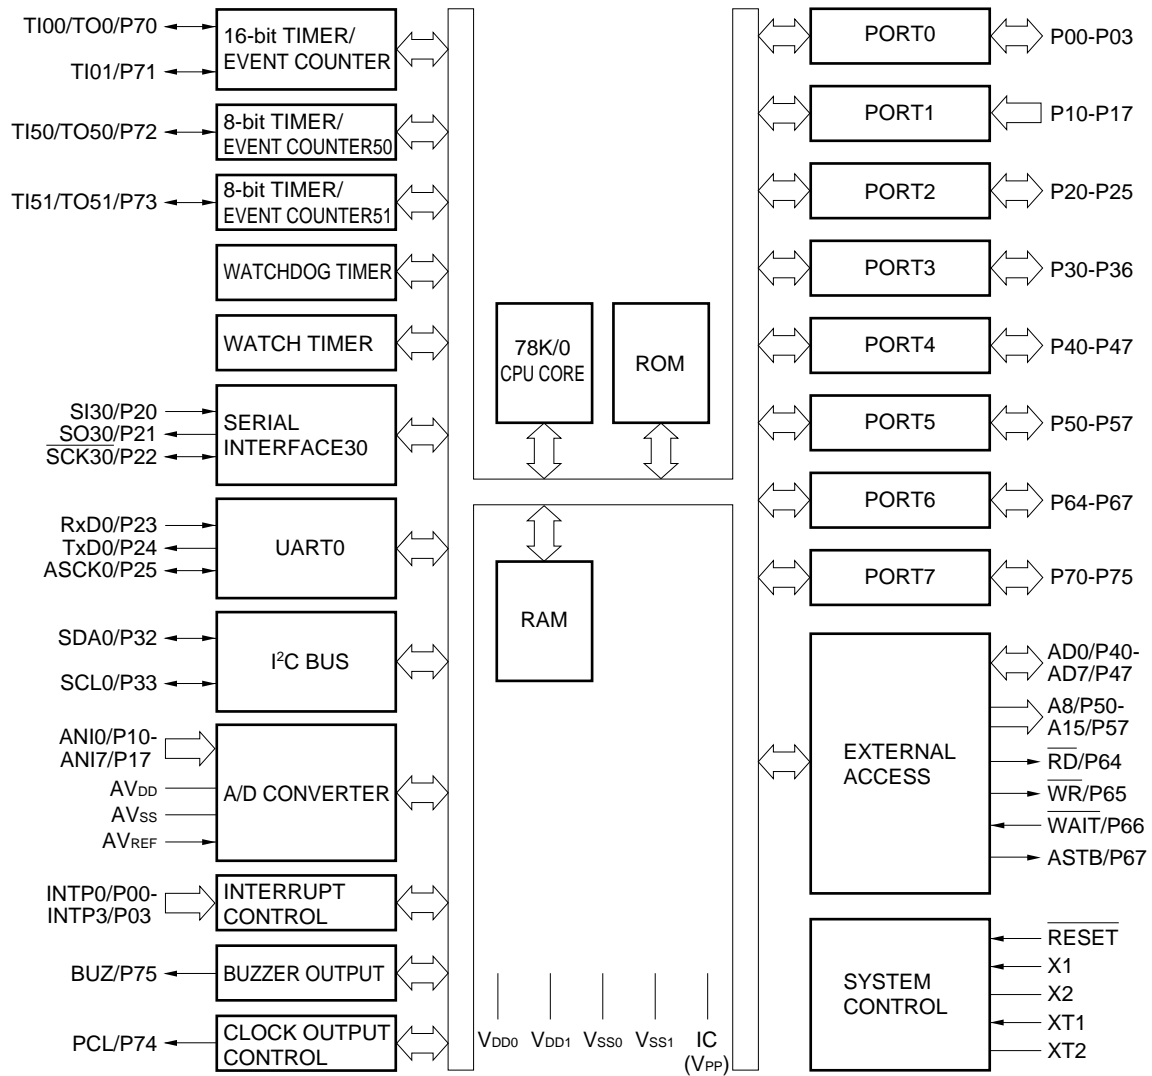 TI00/TO0/P70
TI01/P71
16-bit TIMER/
EVENT COUNTER
TI50/TO50/P72
8-bit TIMER/
EVENT COUNTER50
TI51/TO51/P73
8-bit TIMER/
EVENT COUNTER51
WATCHDOG TIMER
WATCH TIMER
SI30/P20
SO30/P21
SCK30/P22
SERIAL
INTERFACE30
RxD0/P23
TxD0/P24
ASCK0/P25
UART0
SDA0/P32
SCL0/P33
I²C BUS
ANI0/P10-
ANI7/P17
AVDD
AVSS
AVREF
A/D CONVERTER
INTP0/P00-
INTP3/P03
INTERRUPT
CONTROL
BUZ/P75
BUZZER OUTPUT
PCL/P74
CLOCK OUTPUT
CONTROL
78K/0
CPU CORE
ROM
RAM
VDD0
VDD1
VSS0
VSS1
IC
(VPP)
PORT0
P00-P03
PORT1
P10-P17
PORT2
P20-P25
PORT3
P30-P36
PORT4
P40-P47
PORT5
P50-P57
PORT6
P64-P67
PORT7
P70-P75
EXTERNAL
ACCESS
AD0/P40-
AD7/P47
A8/P50-
A15/P57
RD/P64
WR/P65
WAIT/P66
ASTB/P67
SYSTEM
CONTROL
RESET
X1
X2
XT1
XT2